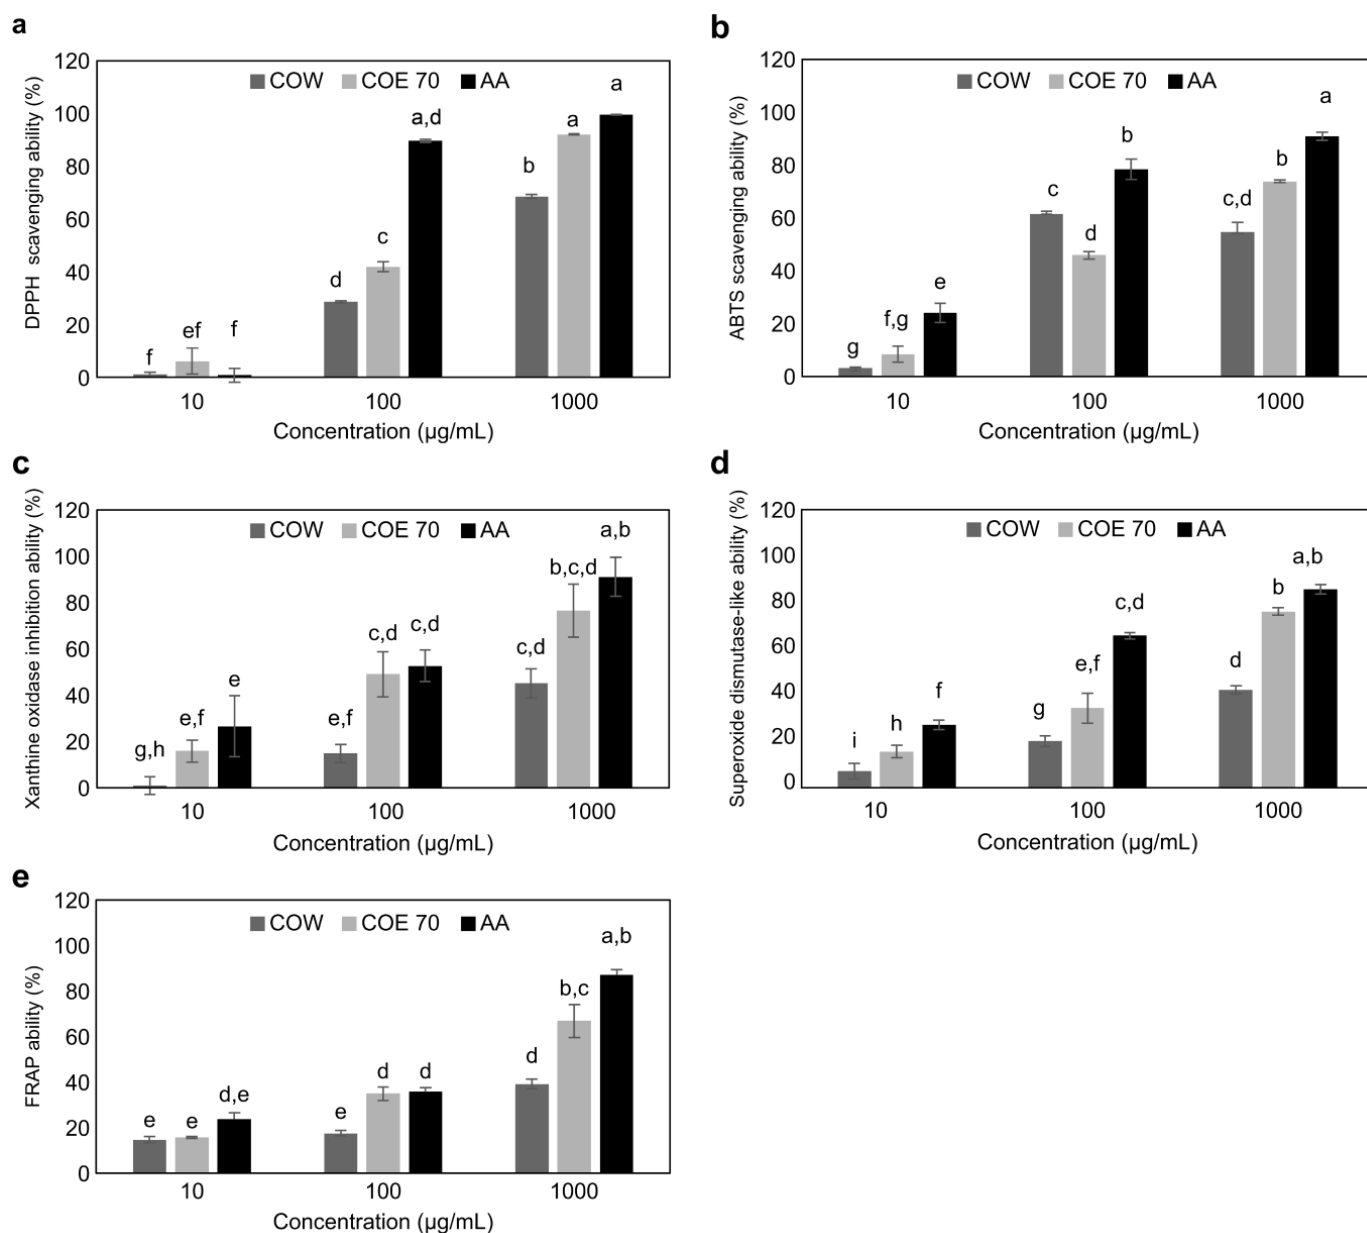 a
DPPH scavenging ability (%)
120
100
80
60
40
20
0
COW COE 70 AA
f ef f
d c a,d
b a a
10 100 1000
Concentration (µg/mL)
b
ABTS scavenging ability (%)
120
100
80
60
40
20
0
COW COE 70 AA
g f,g e
c d b
c,d b a
10 100 1000
Concentration (µg/mL)
c
Xanthine oxidase inhibition ability (%)
120
100
80
60
40
20
0
COW COE 70 AA
g,h e,f e
e,f c,d c,d
c,d b,c,d a,b
10 100 1000
Concentration (µg/mL)
d
Superoxide dismutase-like ability (%)
120
100
80
60
40
20
0
COW COE 70 AA
i h f
g e,f c,d
d b a,b
10 100 1000
Concentration (µg/mL)
e
FRAP ability (%)
120
100
80
60
40
20
0
COW COE 70 AA
e e d,e
e d d
d b,c a,b
10 100 1000
Concentration (µg/mL)